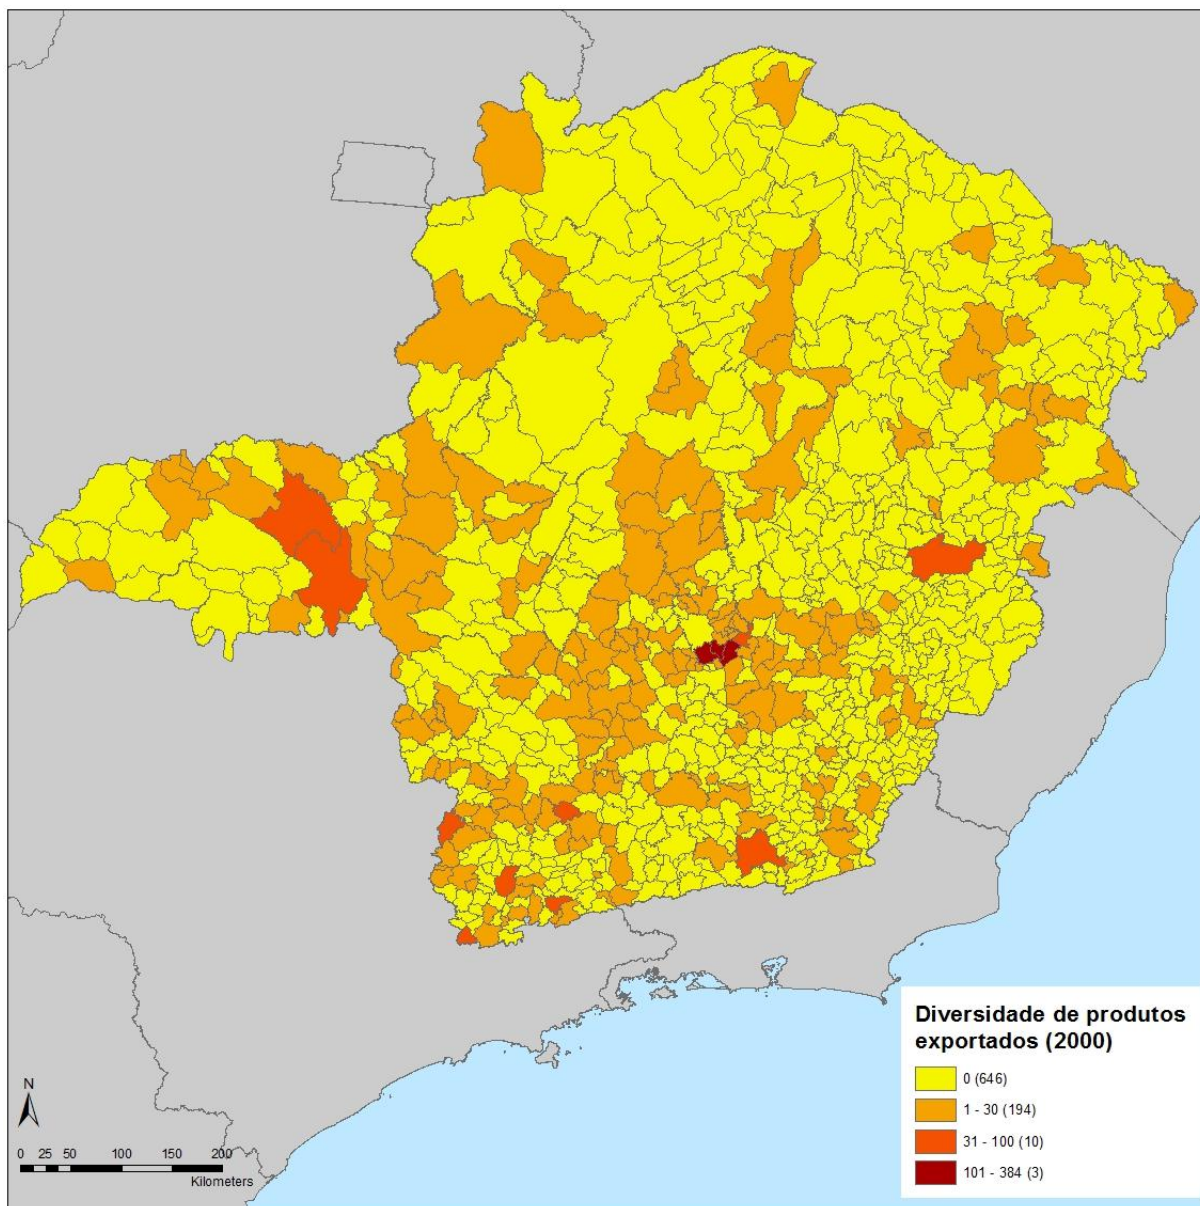 Diversidade de produtos
exportados (2000)
0 (646)
1 - 30 (194)
31 - 100 (10)
101 - 384 (3)
N
0 25 50 100 150 200
Kilometers